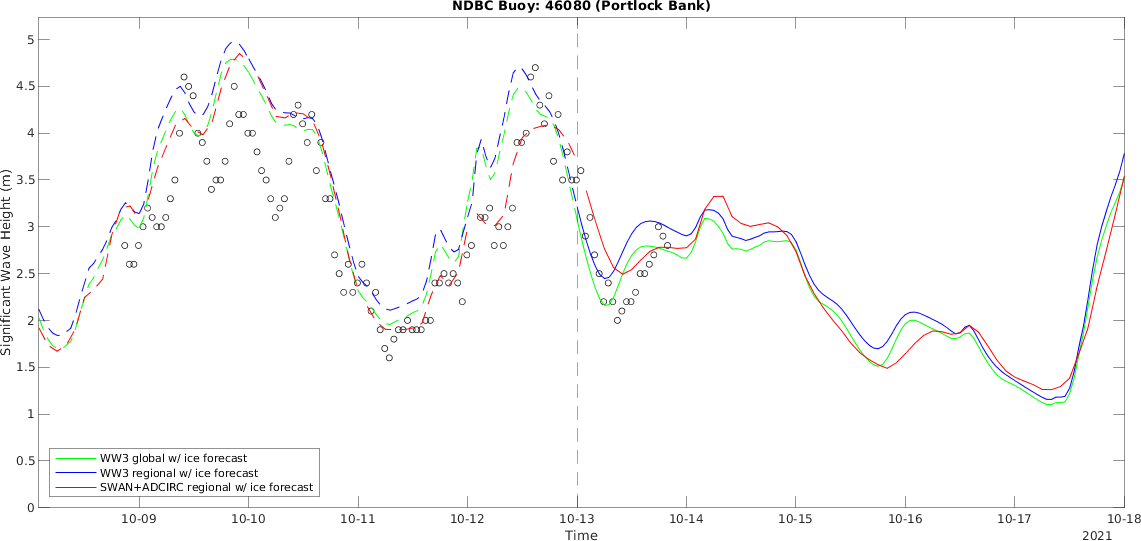 NDBC Buoy: 46080 (Portlock Bank)
Significant Wave Height (m)
5
4.5
4
3.5
3
2.5
2
1.5
1
0.5
0
WW3 global w/ ice forecast
WW3 regional w/ ice forecast
SWAN+ADCIRC regional w/ ice forecast
10-09 10-10 10-11 10-12 10-13 10-14 10-15 10-16 10-17 10-18
Time
2021